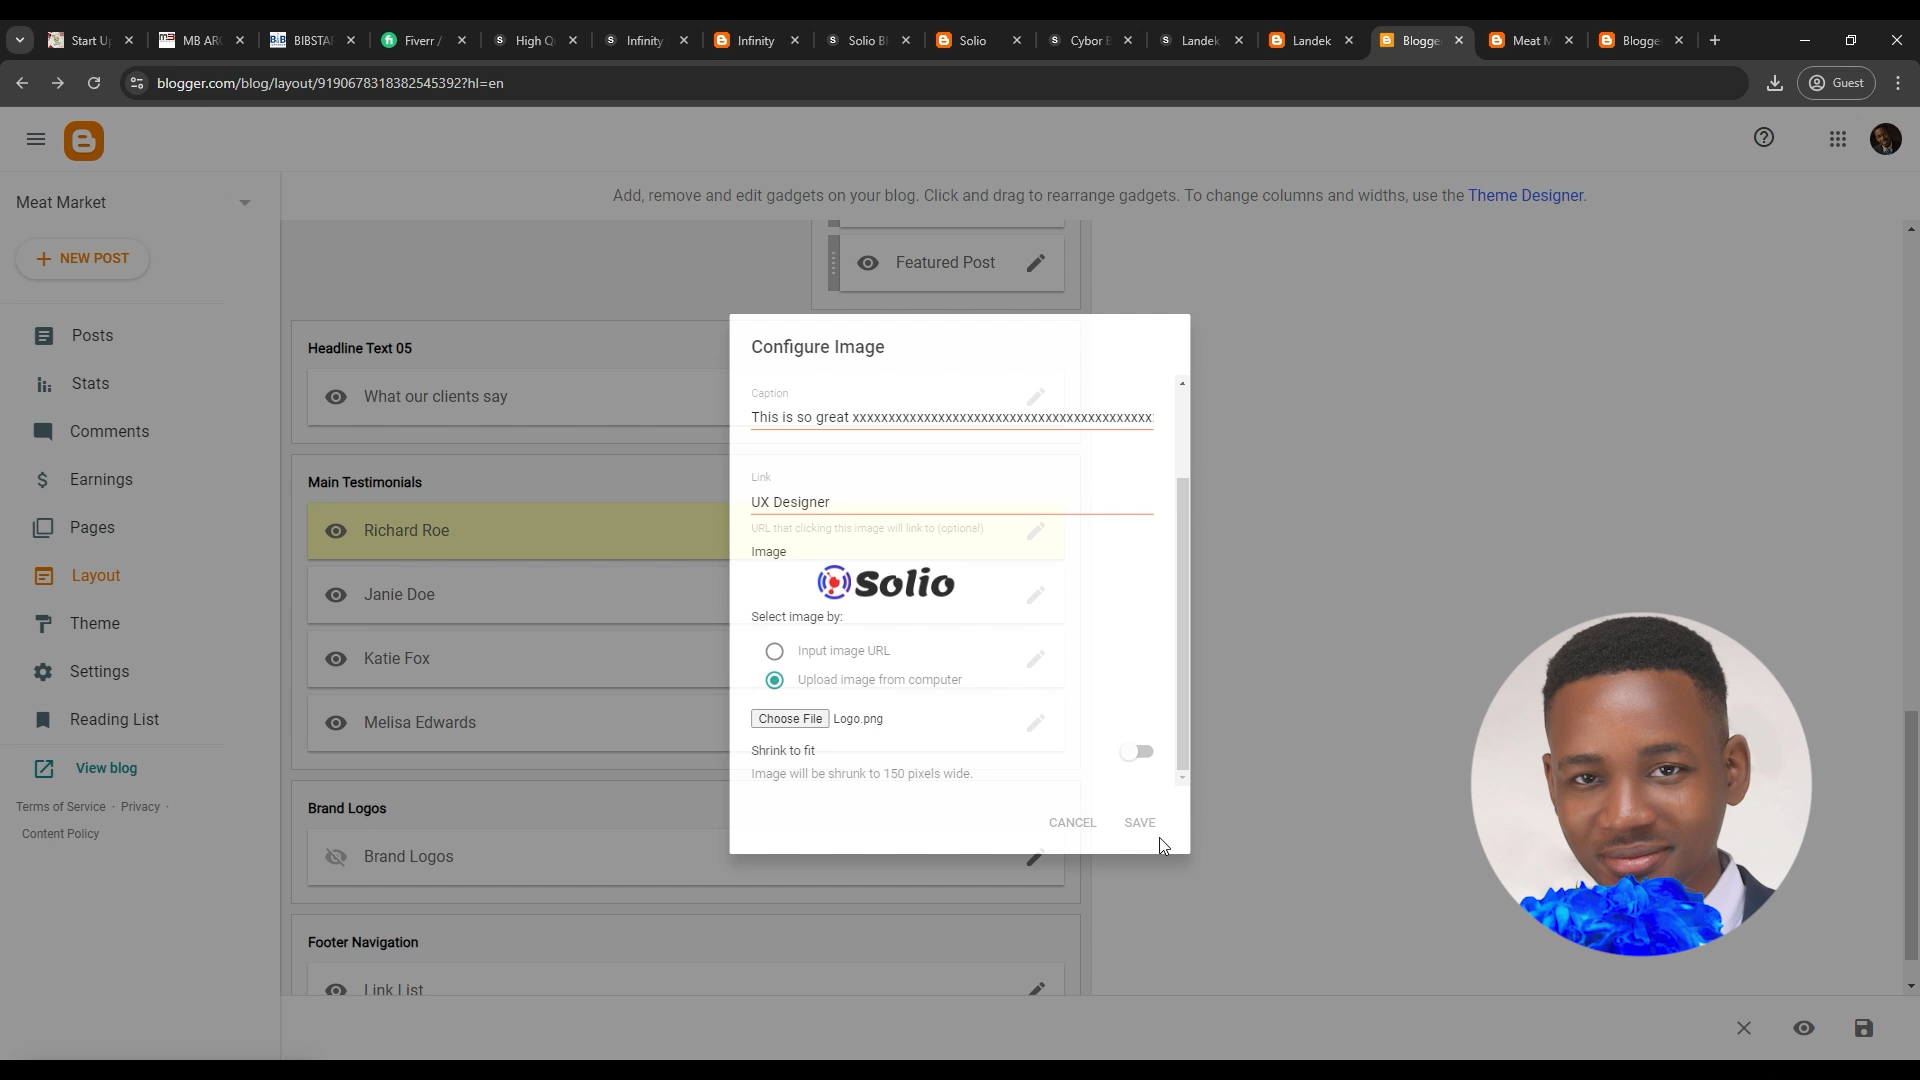 Start U
MB AR
BIBSTA
Fiverr /
High Q
Infinity
Infinity
Solio B
Solio
Cybor B
Landek
Landek
Blogge
Meat M
Blogge
blogger.com/blog/layout/9190678318382545392?hl=en
Guest
Meat Market
Add, remove and edit gadgets on your blog. Click and drag to rearrange gadgets. To change columns and widths, use the Theme Designer.
NEW POST
Posts
Stats
Comments
Earnings
Pages
Layout
Theme
Settings
Reading List
View blog
Terms of Service · Privacy ·
Content Policy
Featured Post
Headline Text 05
What our clients say
Main Testimonials
Richard Roe
Janie Doe
Katie Fox
Melisa Edwards
Brand Logos
Brand Logos
Footer Navigation
Link List
Configure Image
Caption
This is so great xxxxxxxxxxxxxxxxxxxxxxxxxxxxxxxxxxxxxxxxxx
Link
UX Designer
URL that clicking this image will link to (optional)
Image
Solio
Select image by:
Input image URL
Upload image from computer
Choose File Logo.png
Shrink to fit
Image will be shrunk to 150 pixels wide.
CANCEL SAVE